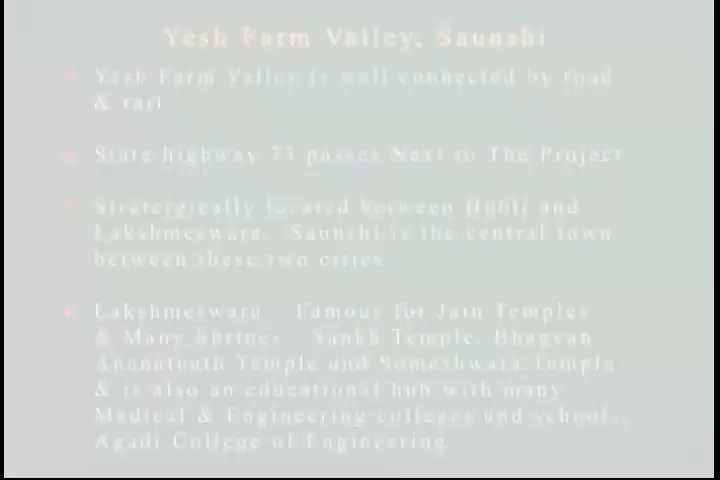 Yesh Farm Valley, Saunshi
Yesh Farm Valley is well connected by road
& rail
State highway 73 passes Next to The Project
Stratergically located between Hubli and
Lakshmeswara. Saunshi is the central town
between these two cities
Lakshmeswara. Famous for Jain Temples
& Many Shrines. Sankh Temple, Bhagvan
Ananatnath Temple and Someshwara Temple
& is also an educational hub with many
Medical & Engineering colleges and schools
Agadi College of Engineering